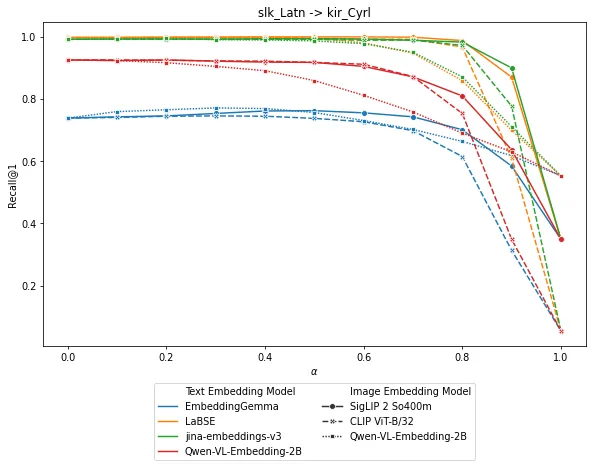 slk_Latn -> kir_Cyrl
Recall@1
1.0
0.8
0.6
0.4
0.2
0.0 0.2 0.4 0.6 0.8 1.0
α
Text Embedding Model Image Embedding Model
EmbeddingGemma SigLIP 2 So400m
LaBSE CLIP ViT-B/32
jina-embeddings-v3 Qwen-VL-Embedding-2B
Qwen-VL-Embedding-2B